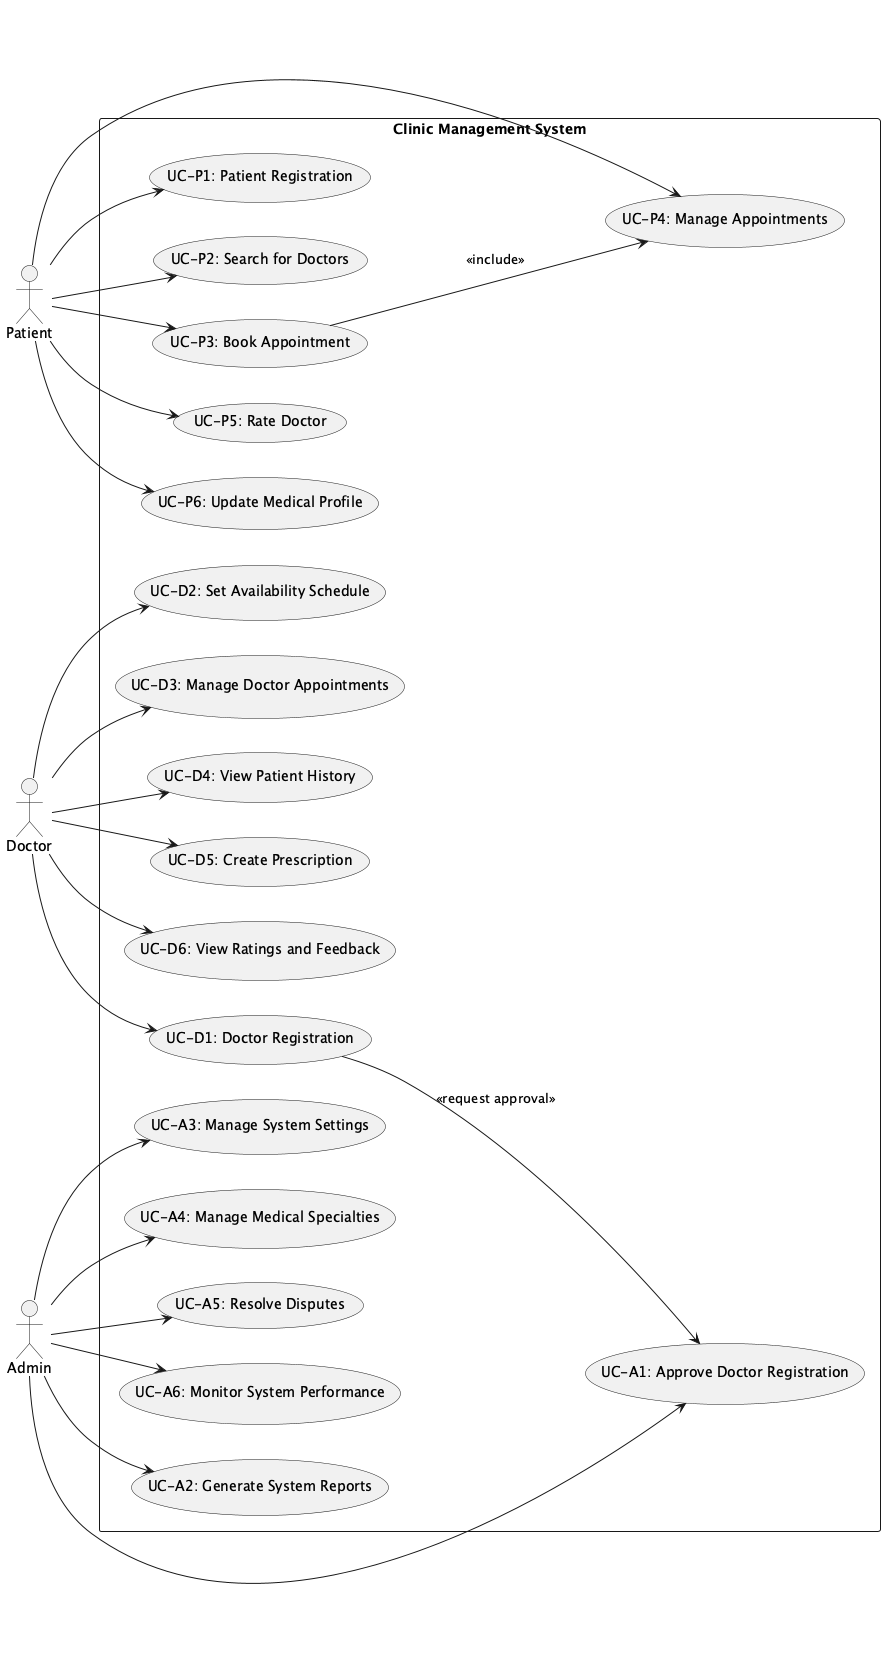 Clinic Management System
UC-P1: Patient Registration
UC-P4: Manage Appointments
UC-P2: Search for Doctors
«include»
Patient
UC-P3: Book Appointment
UC-P5: Rate Doctor
UC-P6: Update Medical Profile
UC-D2: Set Availability Schedule
UC-D3: Manage Doctor Appointments
UC-D4: View Patient History
Doctor
UC-D5: Create Prescription
UC-D6: View Ratings and Feedback
UC-D1: Doctor Registration
«request approval»
UC-A3: Manage System Settings
UC-A4: Manage Medical Specialties
UC-A5: Resolve Disputes
Admin
UC-A1: Approve Doctor Registration
UC-A6: Monitor System Performance
UC-A2: Generate System Reports